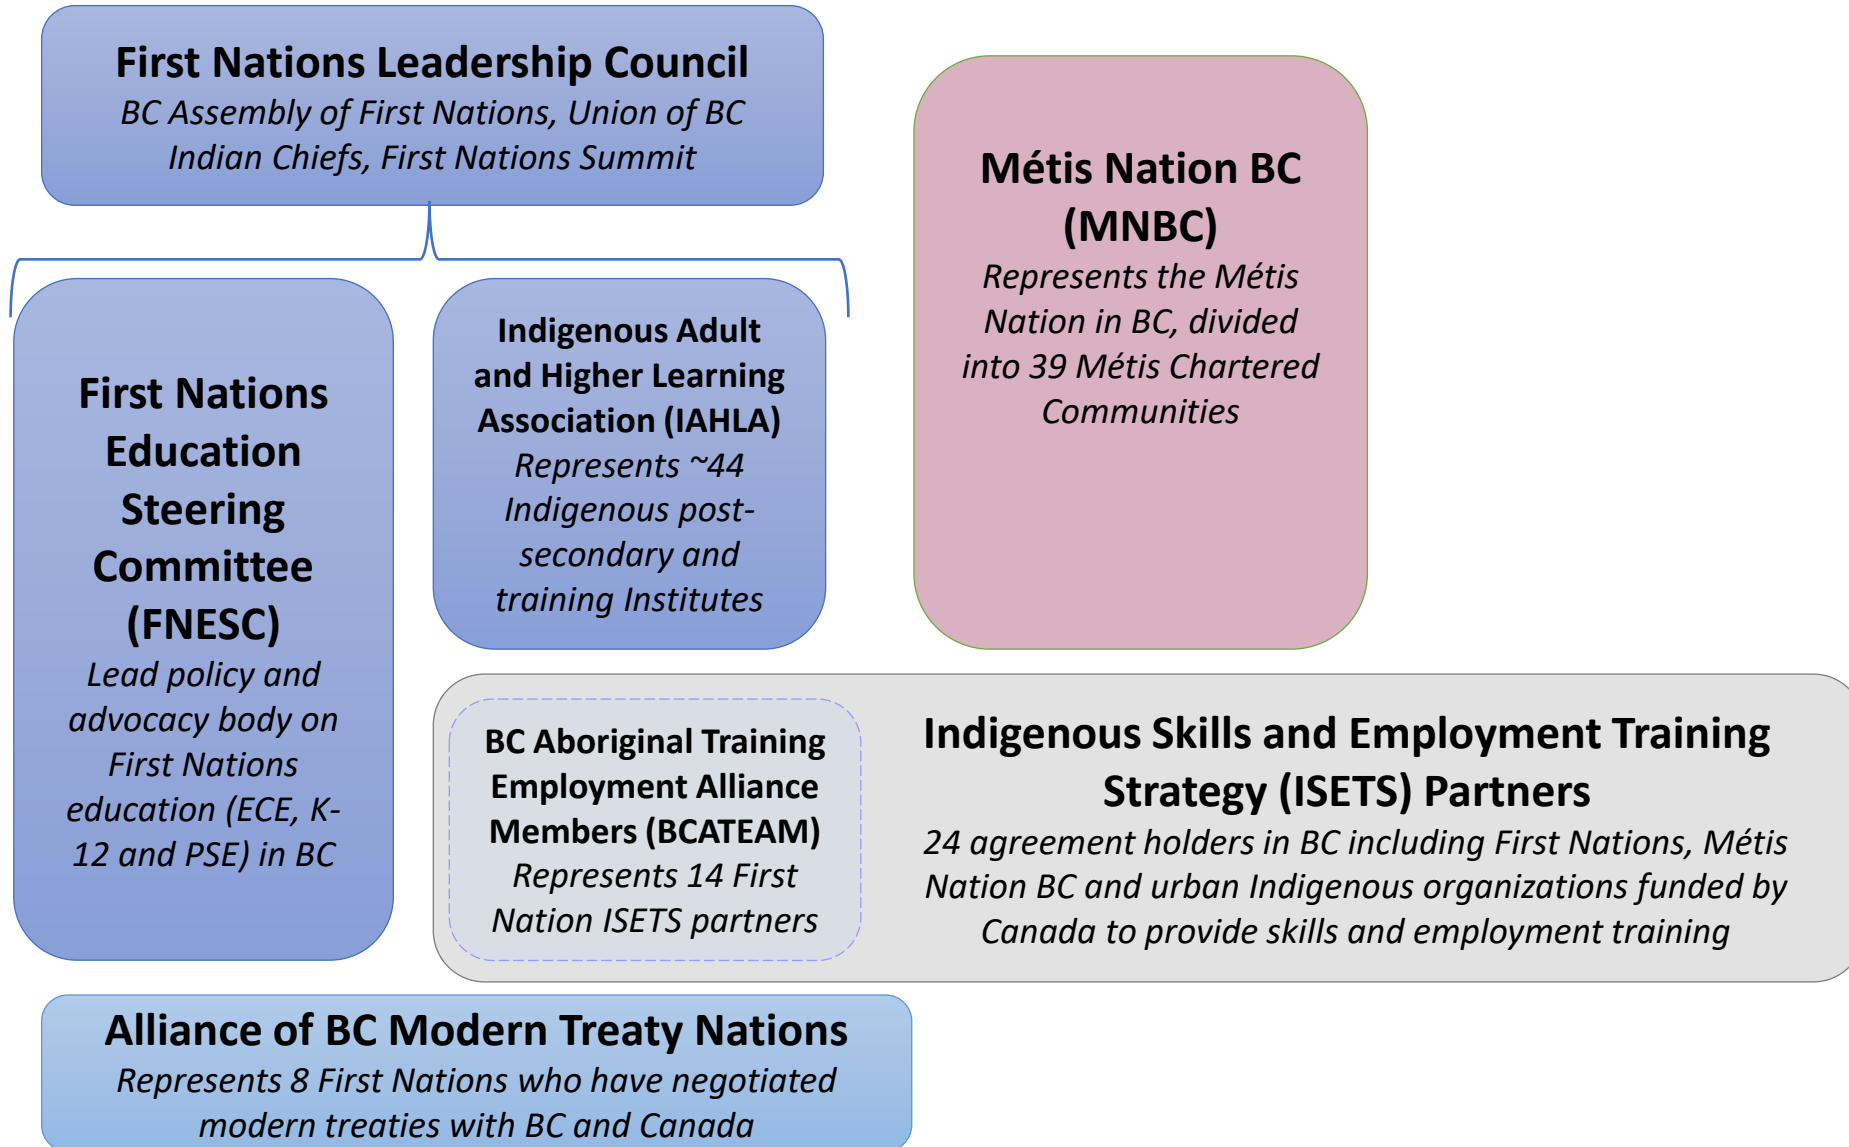 First Nations Leadership Council
BC Assembly of First Nations, Union of BC
Indian Chiefs, First Nations Summit
First Nations
Education
Steering
Committee
(FNESC)
Lead policy and
advocacy body on
First Nations
education (ECE, K-
12 and PSE) in BC
Indigenous Adult
and Higher Learning
Association (IAHLA)
Represents ~44
Indigenous post-
secondary and
training Institutes
Métis Nation BC
(MNBC)
Represents the Métis
Nation in BC, divided
into 39 Métis Chartered
Communities
BC Aboriginal Training
Employment Alliance
Members (BCATEAM)
Represents 14 First
Nation ISETS partners
Indigenous Skills and Employment Training
Strategy (ISETS) Partners
24 agreement holders in BC including First Nations, Métis
Nation BC and urban Indigenous organizations funded by
Canada to provide skills and employment training
Alliance of BC Modern Treaty Nations
Represents 8 First Nations who have negotiated
modern treaties with BC and Canada